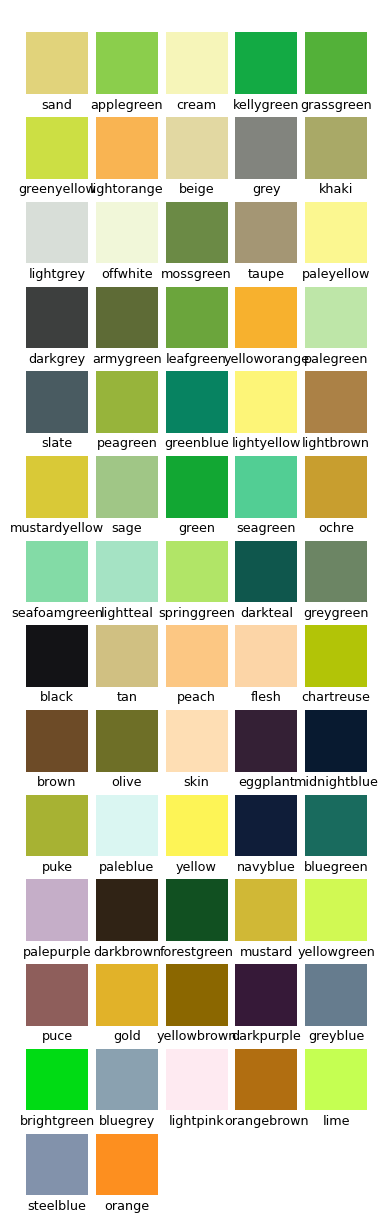 sand applegreen cream kellygreen grassgreen
greenyellow lightorange beige grey khaki
lightgrey offwhite mossgreen taupe paleyellow
darkgrey armygreen leafgreen yelloworange palegreen
slate peagreen greenblue lightyellow lightbrown
mustardyellow sage green seagreen ochre
seafoamgreen lightteal springgreen darkteal greygreen
black tan peach flesh chartreuse
brown olive skin eggplant midnightblue
puke paleblue yellow navyblue bluegreen
palepurple darkbrown forestgreen mustard yellowgreen
puce gold yellowbrown darkpurple greyblue
brightgreen bluegrey lightpink orangebrown lime
steelblue orange